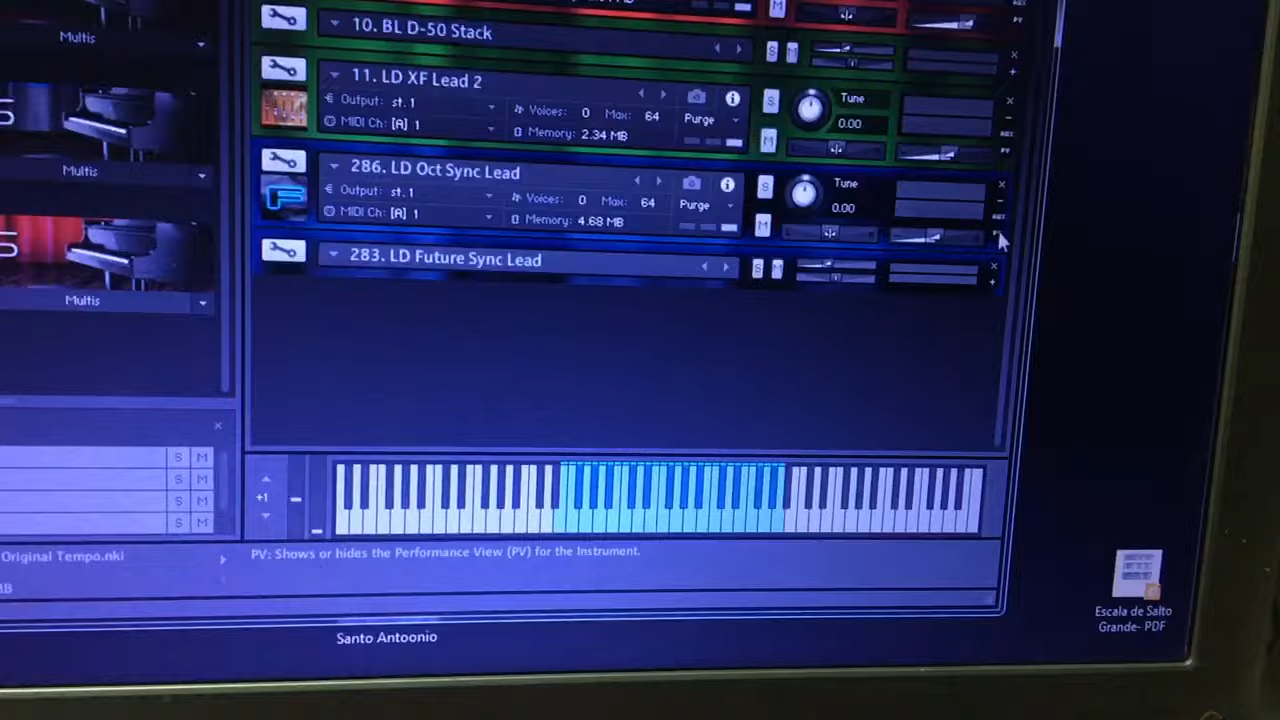 Multis
Multis
Multis
10. BL D-50 Stack
S M
11. LD XF Lead 2
Output: st. 1
Voices: 0 Max: 64
Purge
MIDI Ch: [A] 1
Memory: 2.34 MB
S
M
Tune
0.00
AUX
PV
286. LD Oct Sync Lead
Output: st. 1
Voices: 0 Max: 64
Purge
MIDI Ch: [A] 1
Memory: 4.68 MB
S
M
Tune
0.00
AUX
283. LD Future Sync Lead
S M
S M
S M
S M
S M
+1
Original Tempo.nki
PV: Shows or hides the Performance View (PV) for the Instrument.
Santo Antoonio
Escala de Salto
Grande- PDF